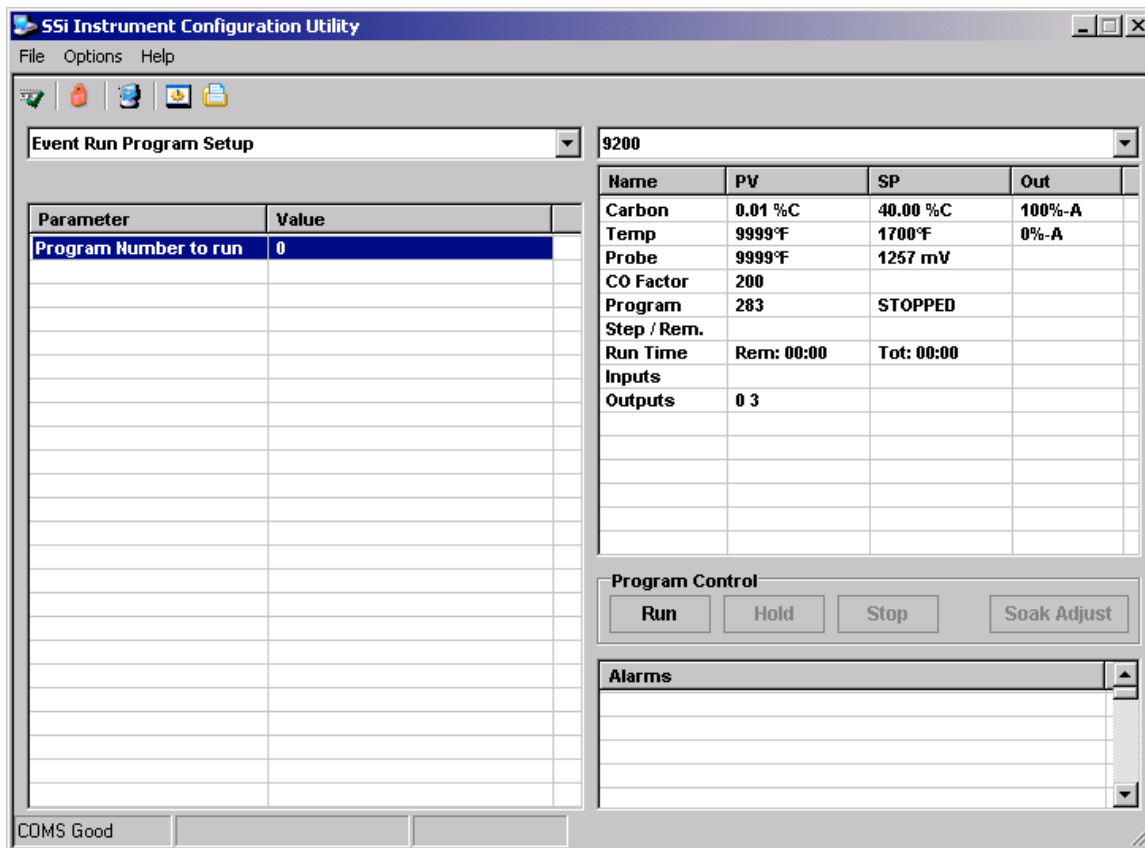 SSi Instrument Configuration Utility
File Options Help
Event Run Program Setup
Parameter Value
Program Number to run 0
9200
Name PV SP Out
Carbon 0.01 %C 40.00 %C 100%-A
Temp 9999°F 1700°F 0%-A
Probe 9999°F 1257 mV
CO Factor 200
Program 283 STOPPED
Step / Rem.
Run Time Rem: 00:00 Tot: 00:00
Inputs
Outputs 0 3
Program Control
Run Hold Stop Soak Adjust
Alarms
COMS Good